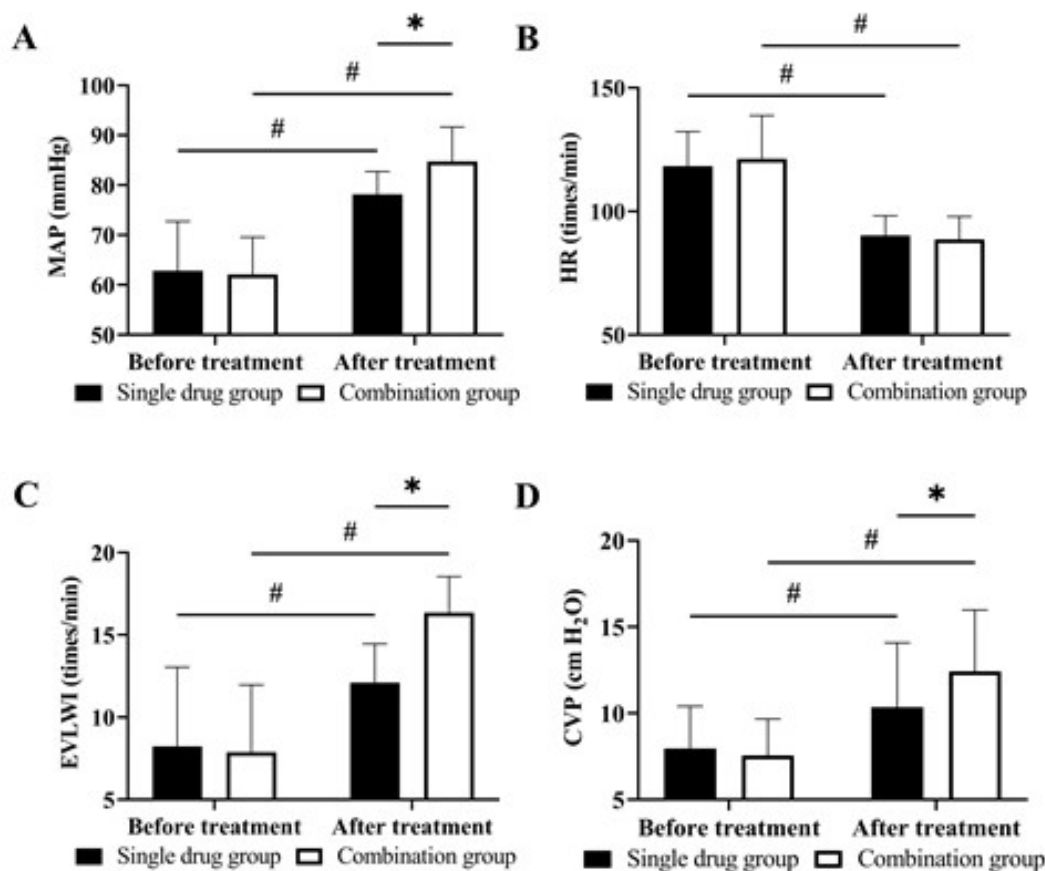 A
*
#
#
MAP (mmHg)
100
90
80
70
60
50
Before treatment After treatment
Single drug group Combination group
B
#
#
HR (times/min)
150
100
50
Before treatment After treatment
Single drug group Combination group
C
*
#
#
EVLWI (times/min)
20
15
10
5
Before treatment After treatment
Single drug group Combination group
D
*
#
#
CVP (cm H₂O)
20
15
10
5
Before treatment After treatment
Single drug group Combination group